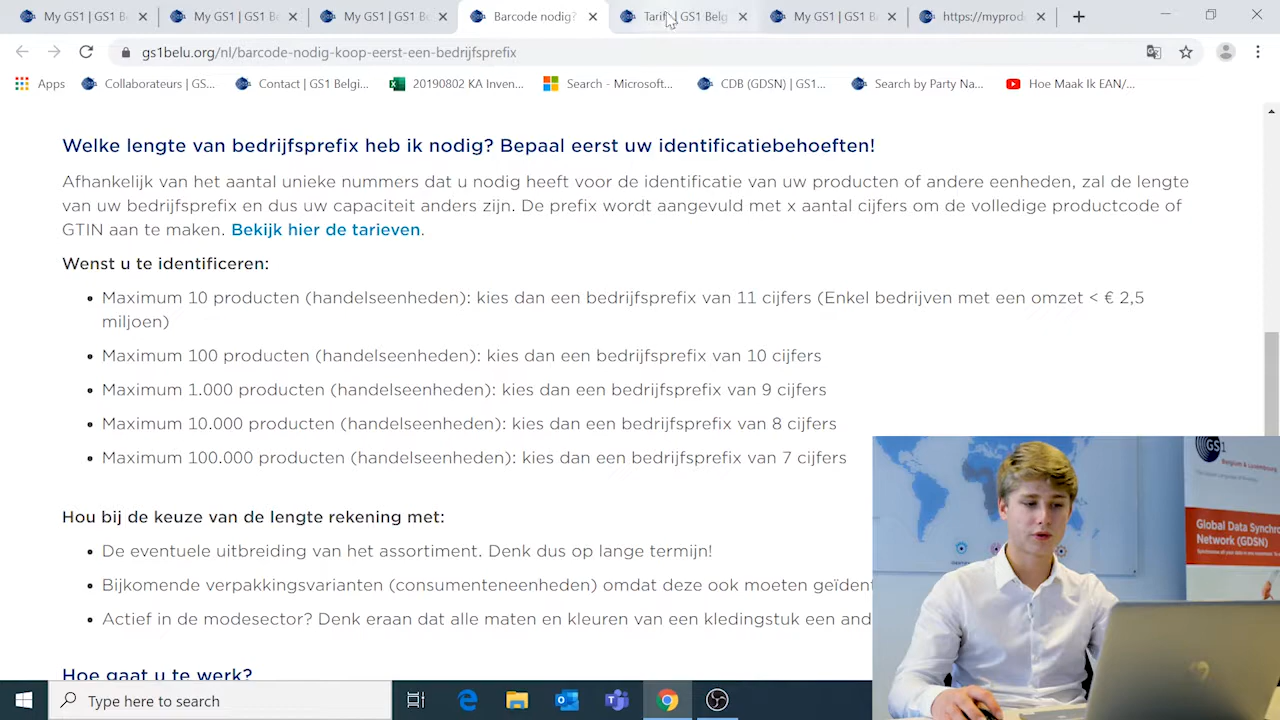 My GS1 B
My GS1 B
My GS1 B
Barcode nodig?
Tarif | GS1 Belg
My GS1 B
https://myprod
gs1belu.org/nl/barcode-nodig-koop-eerst-een-bedrijfsprefix
Apps
Collaborateurs | GS...
Contact | GS1 Belgi...
20190802 KA Inven...
Search - Microsoft...
CDB (GDSN) | GS1...
Search by Party Na...
Hoe Maak Ik EAN/...
Welke lengte van bedrijfsprefix heb ik nodig? Bepaal eerst uw identificatiebehoeften!
Afhankelijk van het aantal unieke nummers dat u nodig heeft voor de identificatie van uw producten of andere eenheden, zal de lengte
van uw bedrijfsprefix en dus uw capaciteit anders zijn. De prefix wordt aangevuld met x aantal cijfers om de volledige productcode of
GTIN aan te maken. Bekijk hier de tarieven.
Wenst u te identificeren:
• Maximum 10 producten (handelseenheden): kies dan een bedrijfsprefix van 11 cijfers (Enkel bedrijven met een omzet < € 2,5
miljoen)
• Maximum 100 producten (handelseenheden): kies dan een bedrijfsprefix van 10 cijfers
• Maximum 1.000 producten (handelseenheden): kies dan een bedrijfsprefix van 9 cijfers
• Maximum 10.000 producten (handelseenheden): kies dan een bedrijfsprefix van 8 cijfers
• Maximum 100.000 producten (handelseenheden): kies dan een bedrijfsprefix van 7 cijfers
Hou bij de keuze van de lengte rekening met:
• De eventuele uitbreiding van het assortiment. Denk dus op lange termijn!
• Bijkomende verpakkingsvarianten (consumenteneenheden) omdat deze ook moeten geïdent
• Actief in de modesector? Denk eraan dat alle maten en kleuren van een kledingstuk een and
Hoe gaat u te werk?
GS1
Belgium & Luxembourg
Global Data Synchro
Network (GDSN)
Type here to search